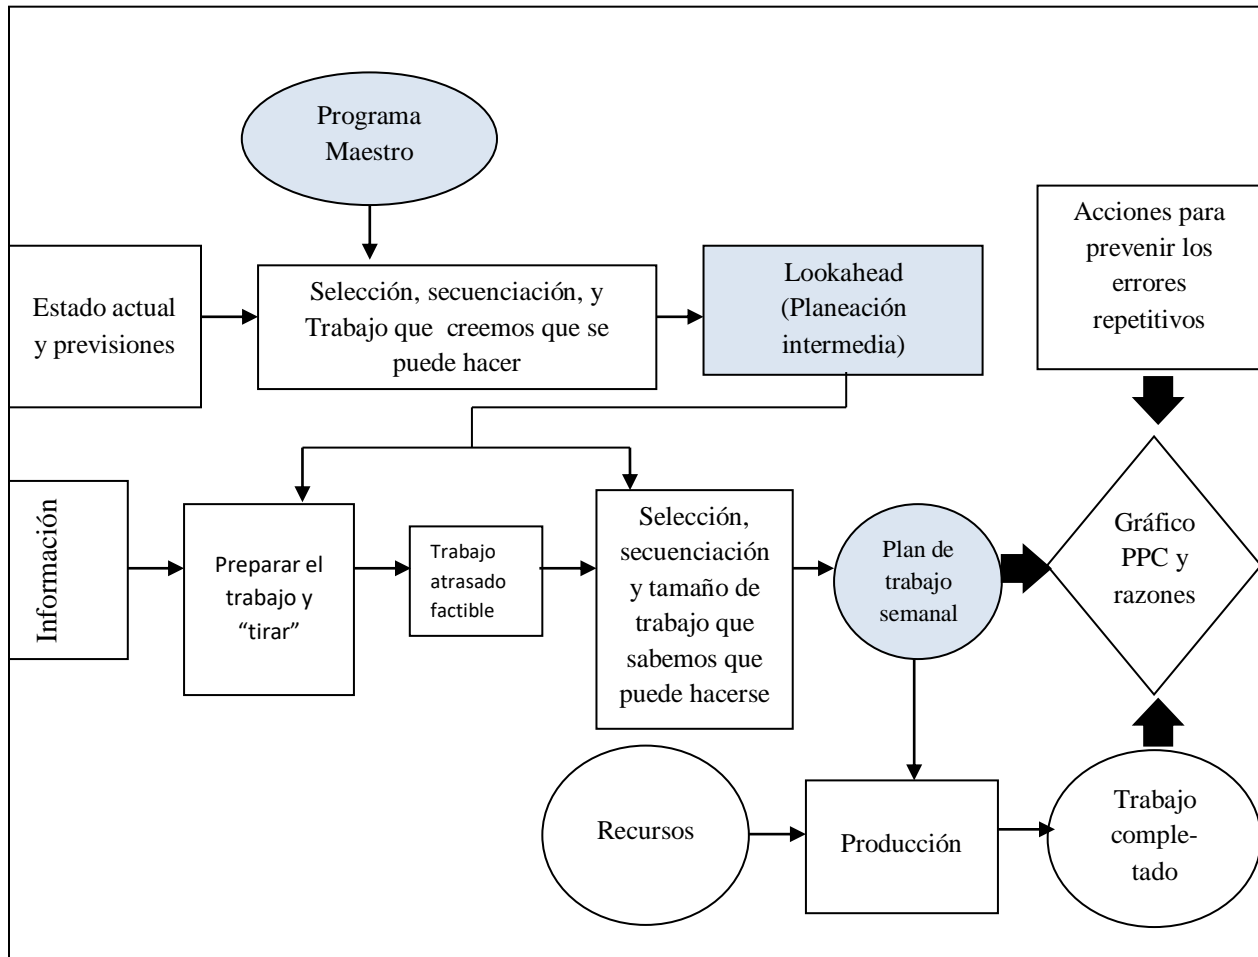 Programa
Maestro
Estado actual
y previsiones
Selección, secuenciación, y
Trabajo que creemos que se
puede hacer
Lookahead
(Planeación
intermedia)
Acciones para
prevenir los
errores
repetitivos
Información
Preparar el
trabajo y
“tirar”
Trabajo
atrasado
factible
Selección,
secuenciación
y tamaño de
trabajo que
sabemos que
puede hacerse
Plan de
trabajo
semanal
Gráfico
PPC y
razones
Recursos
Producción
Trabajo
comple-
tado